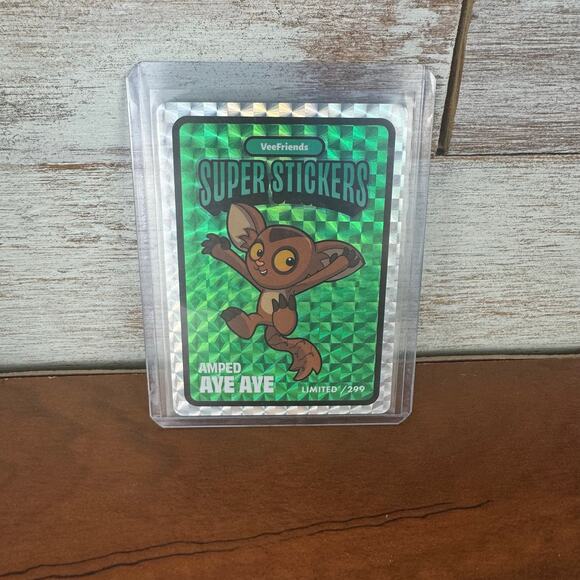 VeeFriends
SUPER STICKERS
AMPED
AYE AYE
LIMITED /299